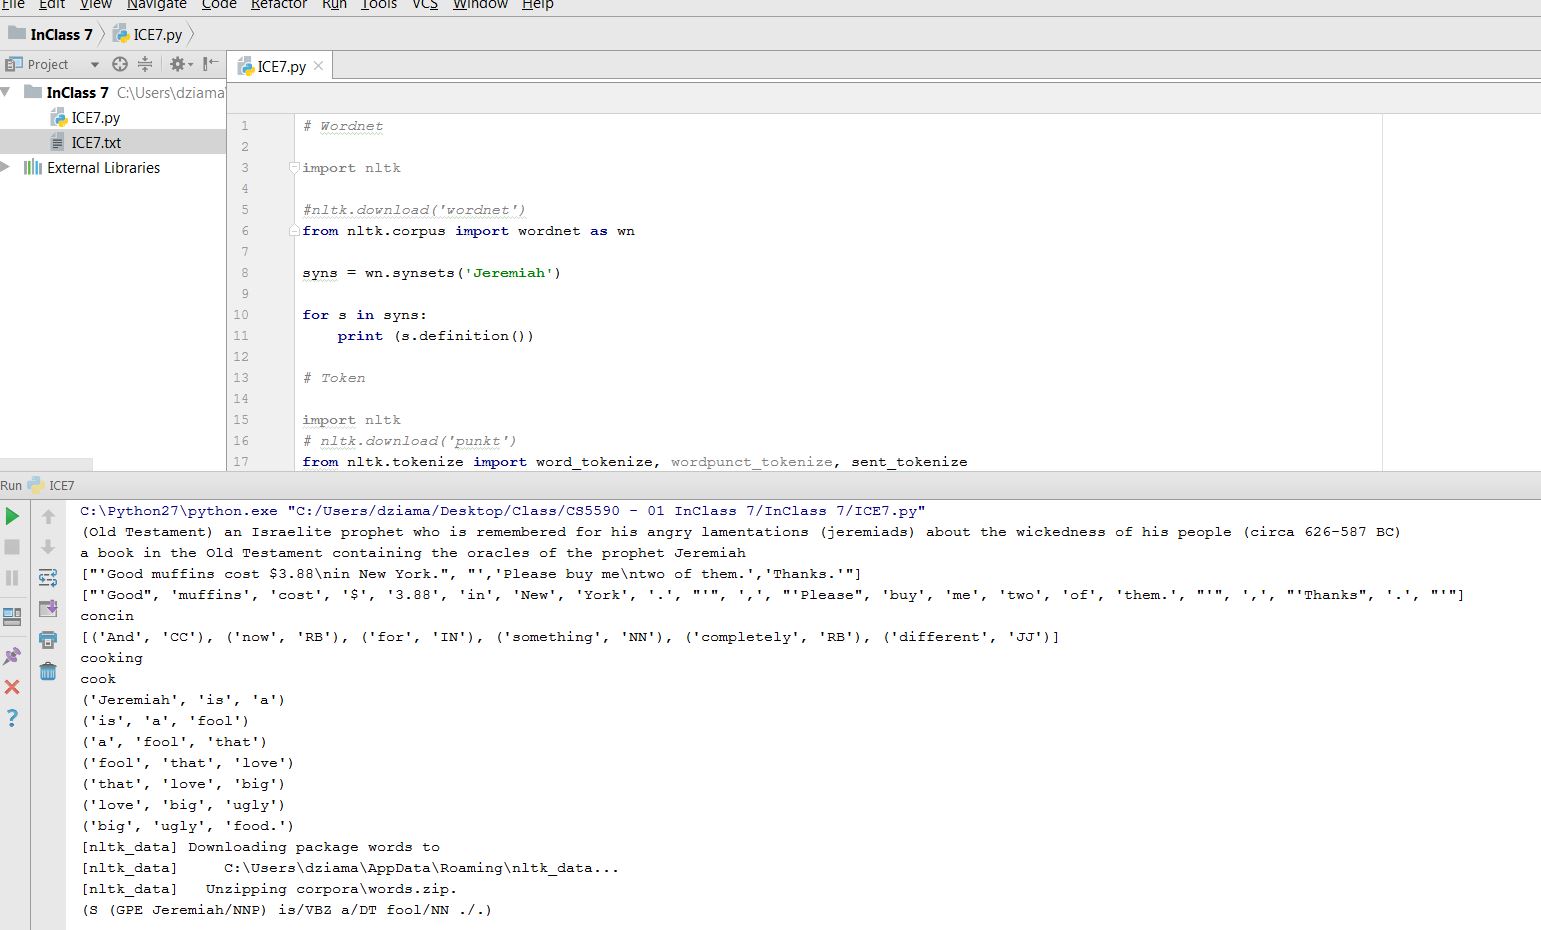 File Edit View Navigate Code Refactor Run Tools VCS Window Help
InClass 7 ICE7.py
Project ICE7.py
InClass 7 C:\Users\dziama
ICE7.py
ICE7.txt
External Libraries
1 # Wordnet
2
3 import nltk
4
5 #nltk.download('wordnet')
6 from nltk.corpus import wordnet as wn
7
8 syns = wn.synsets('Jeremiah')
9
10 for s in syns:
11 print (s.definition())
12
13 # Token
14
15 import nltk
16 # nltk.download('punkt')
17 from nltk.tokenize import word_tokenize, wordpunct_tokenize, sent_tokenize
Run ICE7
C:\Python27\python.exe "C:/Users/dziama/Desktop/Class/CS5590 - 01 InClass 7/InClass 7/ICE7.py"
(Old Testament) an Israelite prophet who is remembered for his angry lamentations (jeremiads) about the wickedness of his people (circa 626-587 BC)
a book in the Old Testament containing the oracles of the prophet Jeremiah
["'Good muffins cost $3.88\nin New York.", "','Please buy me\ntwo of them.','Thanks.'"]
["'Good", 'muffins', 'cost', '$', '3.88', 'in', 'New', 'York', '.', "'", ',', "'Please", 'buy', 'me', 'two', 'of', 'them.', "'", ',', "'Thanks", '.', "'"]
concin
[('And', 'CC'), ('now', 'RB'), ('for', 'IN'), ('something', 'NN'), ('completely', 'RB'), ('different', 'JJ')]
cooking
cook
('Jeremiah', 'is', 'a')
('is', 'a', 'fool')
('a', 'fool', 'that')
('fool', 'that', 'love')
('that', 'love', 'big')
('love', 'big', 'ugly')
('big', 'ugly', 'food.')
[nltk_data] Downloading package words to
[nltk_data] C:\Users\dziama\AppData\Roaming\nltk_data...
[nltk_data] Unzipping corpora\words.zip.
(S (GPE Jeremiah/NNP) is/VBZ a/DT fool/NN ./.)